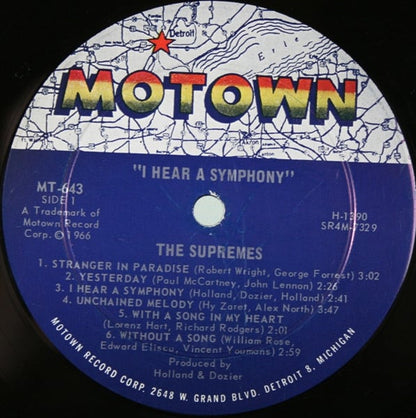 Detroit
Erie
MOTOWN
"I HEAR A SYMPHONY"
MT-643
SIDE 1
A Trademark of
Motown Record
Corp. © 1966
H-1390
SR4M-2329
THE SUPREMES
1. STRANGER IN PARADISE (Robert Wright, George Forrest) 3:02
2. YESTERDAY (Paul McCartney, John Lennon) 2:26
3. I HEAR A SYMPHONY (Holland, Dozier, Holland) 2:41
4. UNCHAINED MELODY (Hy Zaret, Alex North) 3:47
5. WITH A SONG IN MY HEART
(Lorenz Hart, Richard Rodgers) 2:01
6. WITHOUT A SONG (William Rose,
Edward Eliscu, Vincent Youmans) 2:59
Produced by
Holland & Dozier
MOTOWN RECORD CORP. 2648 W. GRAND BLVD. DETROIT 8, MICHIGAN